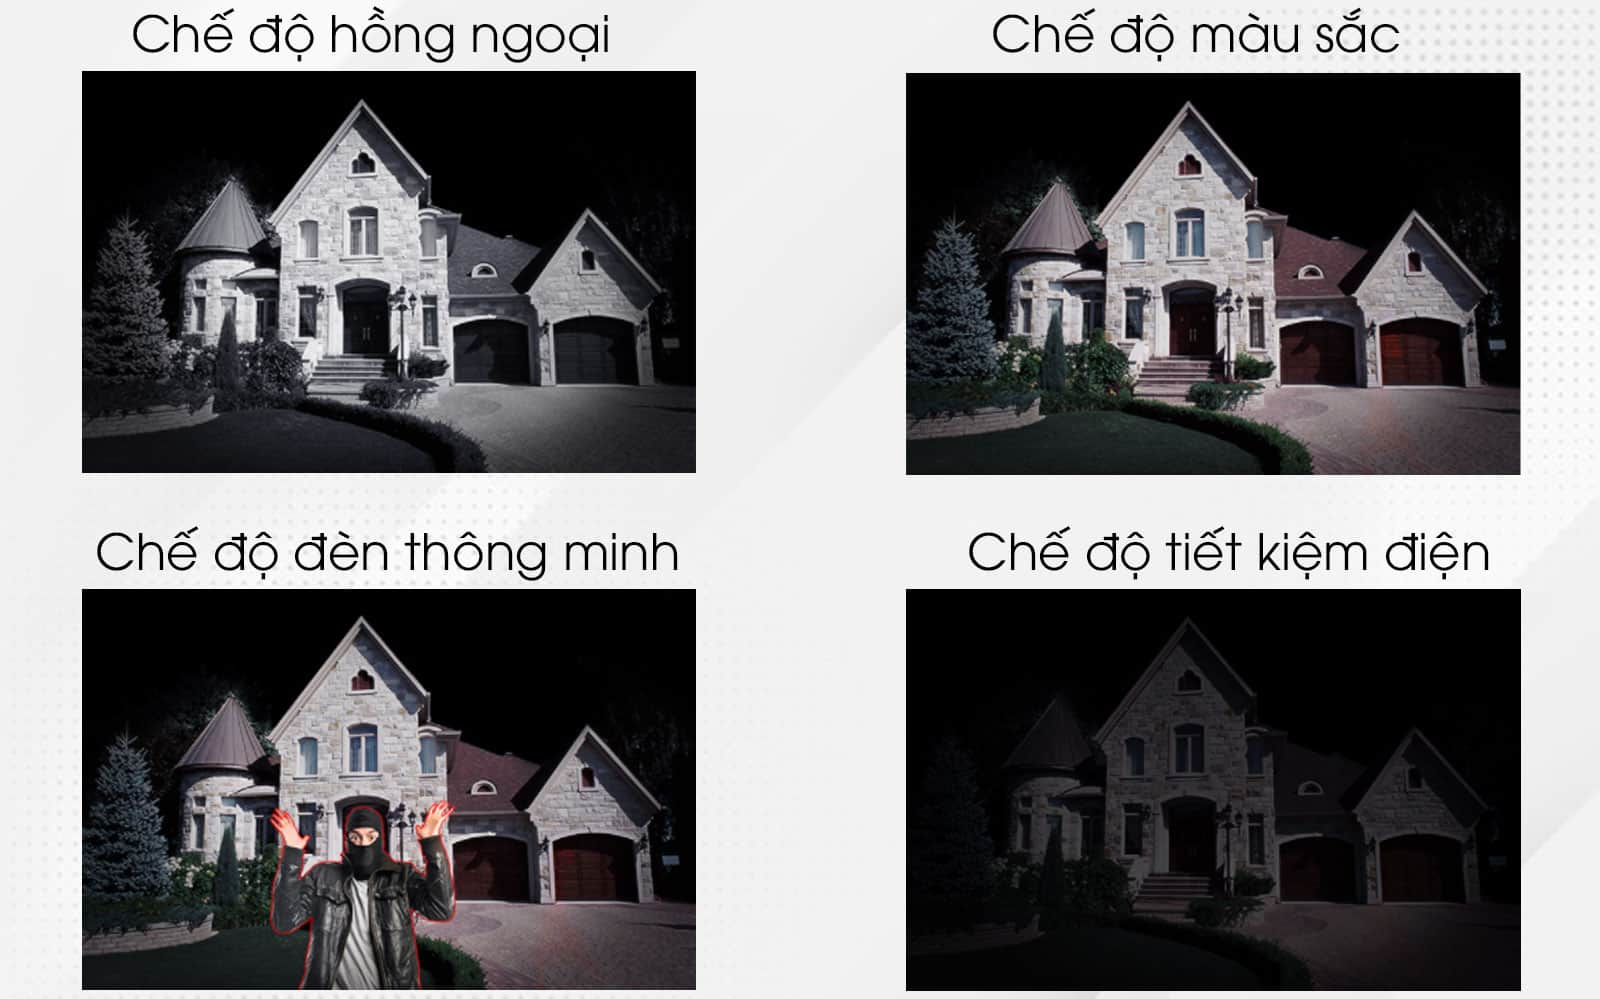 Chế độ hồng ngoại
Chế độ màu sắc
Chế độ đèn thông minh
Chế độ tiết kiệm điện